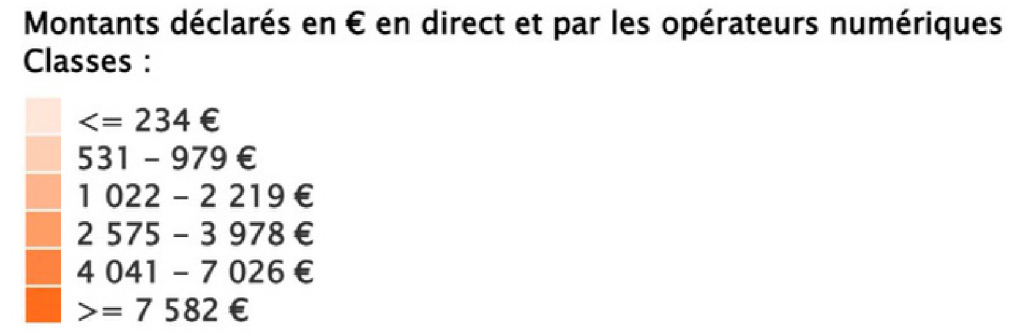 Montants déclarés en € en direct et par les opérateurs numériques
Classes :
<= 234 €
531 – 979 €
1 022 – 2 219 €
2 575 – 3 978 €
4 041 – 7 026 €
>= 7 582 €